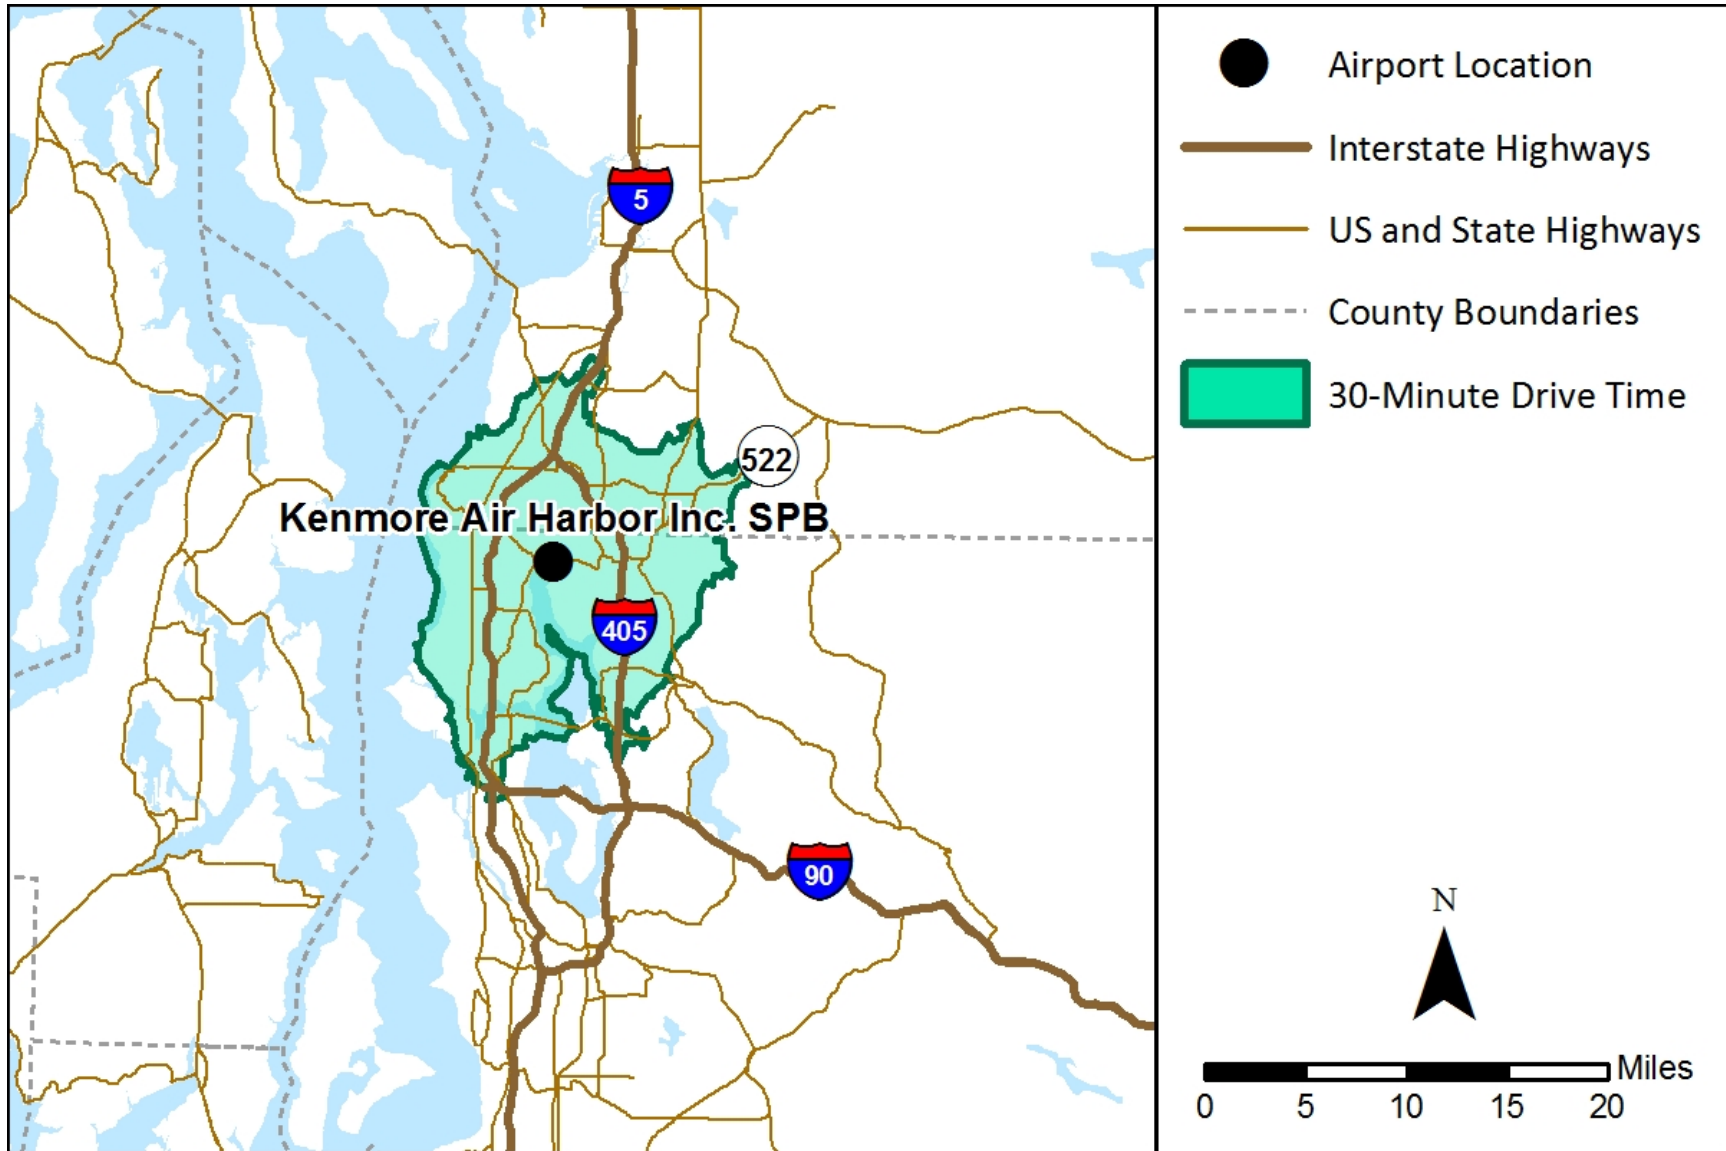 5
522
Kenmore Air Harbor Inc. SPB
405
90
Airport Location
Interstate Highways
US and State Highways
County Boundaries
30-Minute Drive Time
N
Miles
0 5 10 15 20